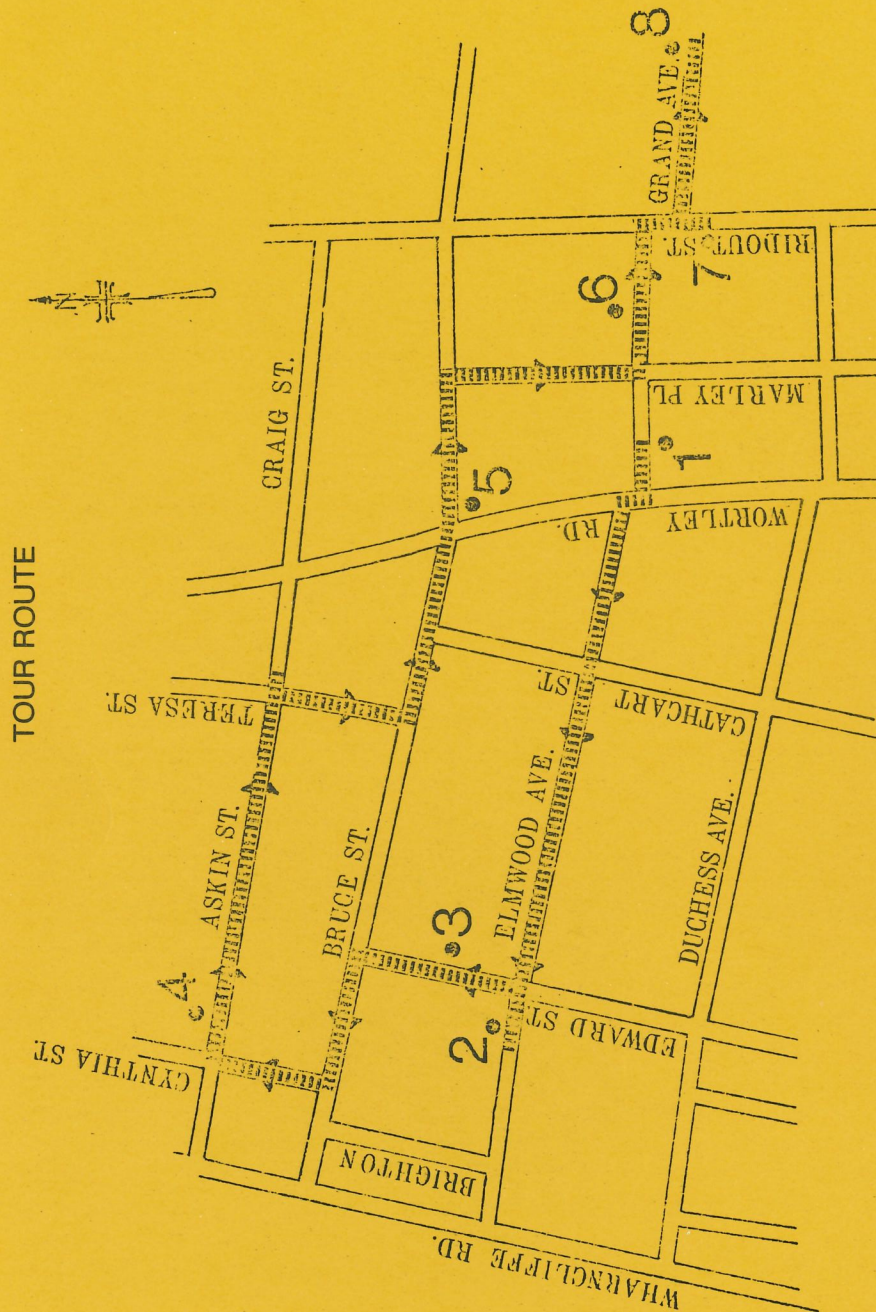 TOUR ROUTE
N
CRAIG ST.
TERESA ST.
ASKIN ST.
CYNTHIA ST.
BRUCE ST.
BRIGHTON
WHARNCLIFFE RD.
EDWARD ST.
ELMWOOD AVE.
DUCHESS AVE.
CATHCART ST.
WORTLEY RD.
MARLEY PL.
RIDOUT ST.
GRAND AVE.
1
2
3
4
5
6
7
8